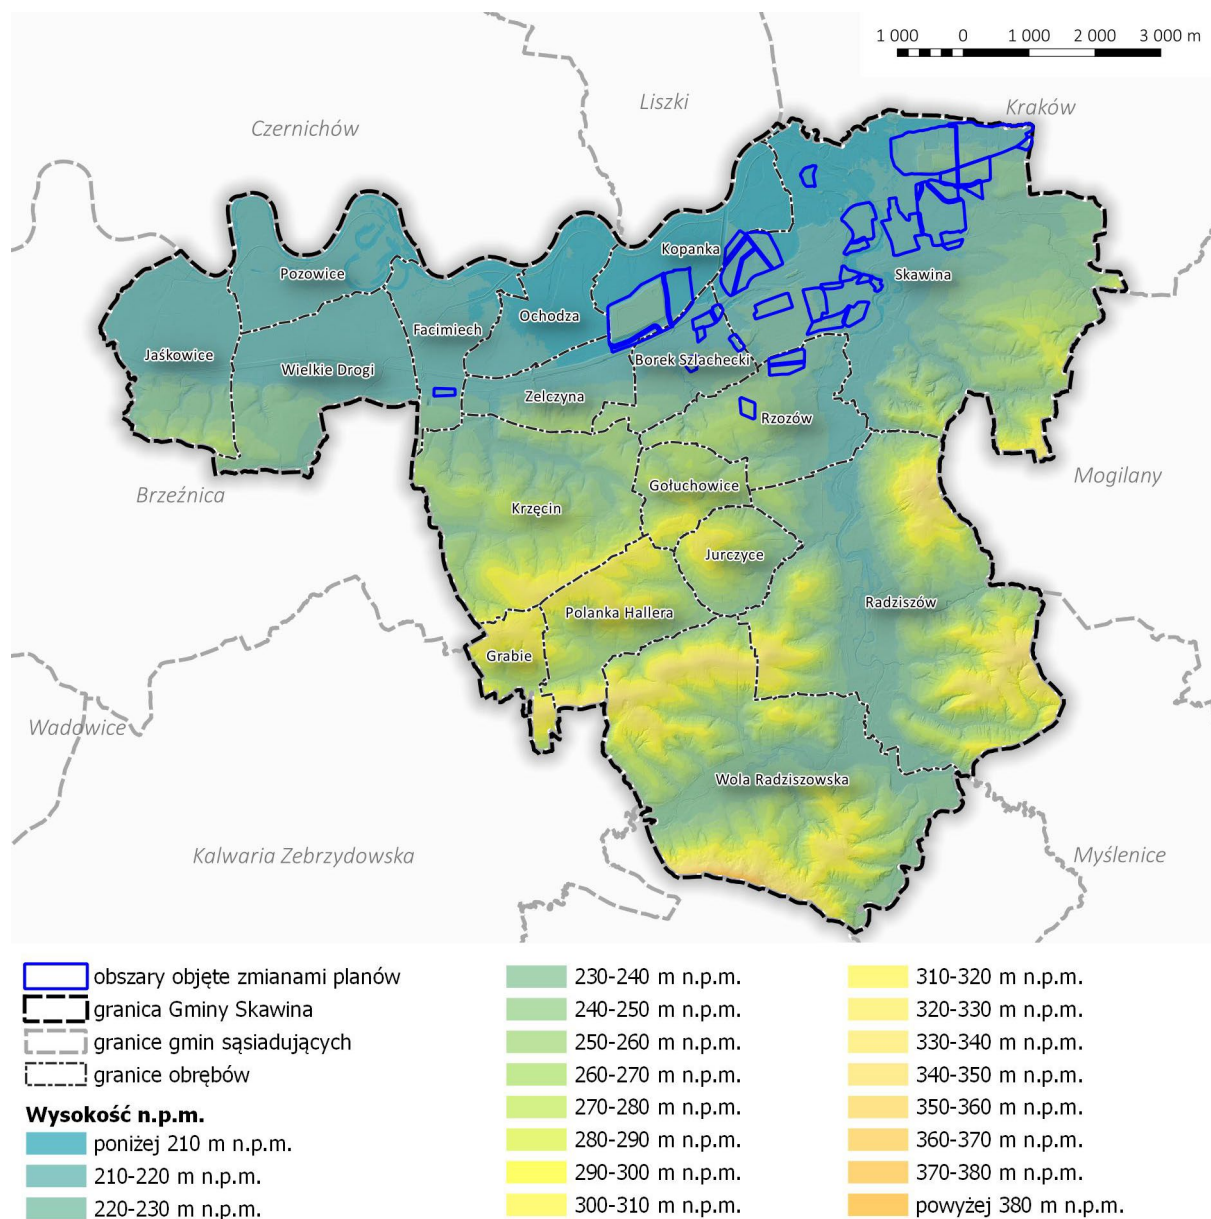 1 000 0 1 000 2 000 3 000 m
Liszki
Kraków
Czernichów
Kopanka
Pozowice
Skawina
Ochodza
Facimiech
Jaśkowice
Borek Szlachecki
Wielkie Drogi
Zelczyna
Rzozów
Mogilany
Brzeźnica
Gołuchowice
Krzęcin
Jurczyce
Radziszów
Polanka Hallera
Grabie
Wadowice
Wola Radziszowska
Kalwaria Zebrzydowska
Myślenice
obszary objęte zmianami planów
granica Gminy Skawina
granice gmin sąsiadujących
granice obrębów
Wysokość n.p.m.
poniżej 210 m n.p.m.
210-220 m n.p.m.
220-230 m n.p.m.
230-240 m n.p.m.
240-250 m n.p.m.
250-260 m n.p.m.
260-270 m n.p.m.
270-280 m n.p.m.
280-290 m n.p.m.
290-300 m n.p.m.
300-310 m n.p.m.
310-320 m n.p.m.
320-330 m n.p.m.
330-340 m n.p.m.
340-350 m n.p.m.
350-360 m n.p.m.
360-370 m n.p.m.
370-380 m n.p.m.
powyżej 380 m n.p.m.